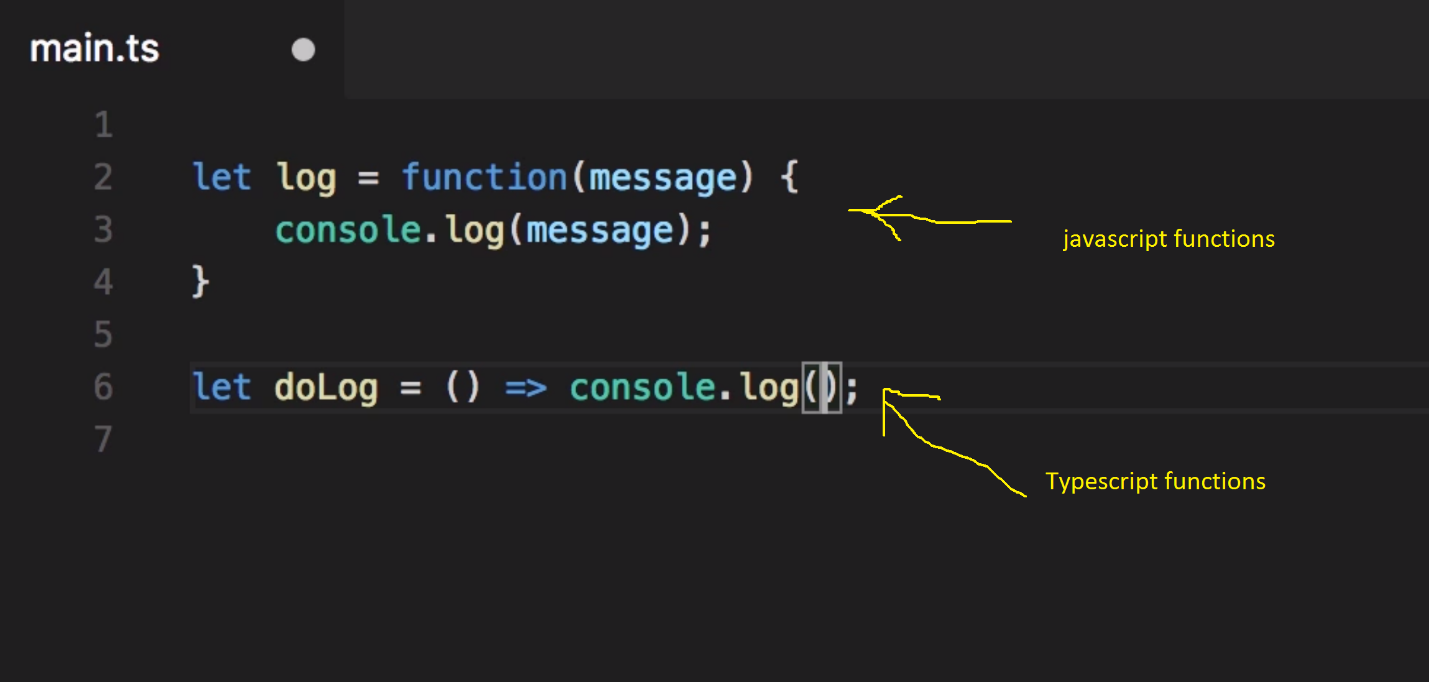 main.ts
1
2 let log = function(message) {
3     console.log(message);
4 }
5
6 let doLog = () => console.log();
7
javascript functions
Typescript functions